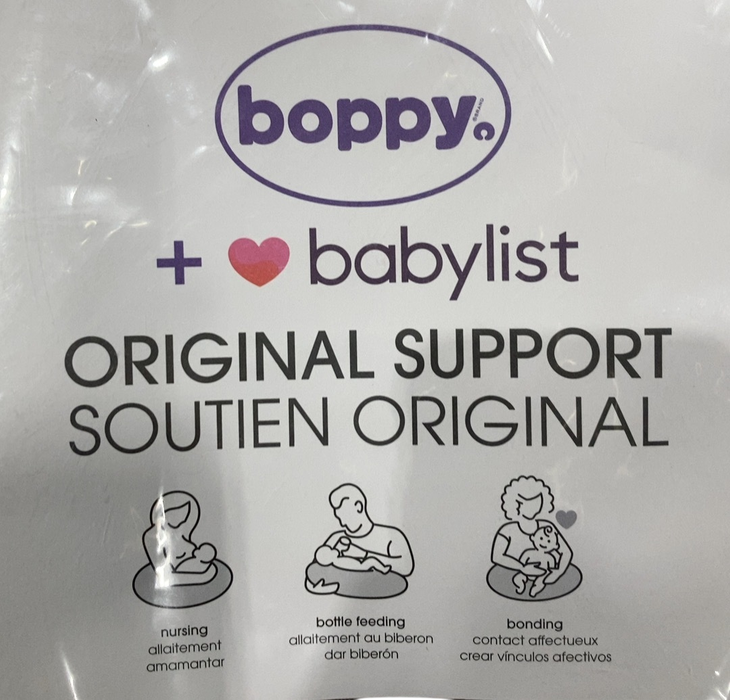 boppy.
+ babylist
ORIGINAL SUPPORT
SOUTIEN ORIGINAL
nursing
allaitement
amamantar
bottle feeding
allaitement au biberon
dar biberón
bonding
contact affectueux
crear vínculos afectivos